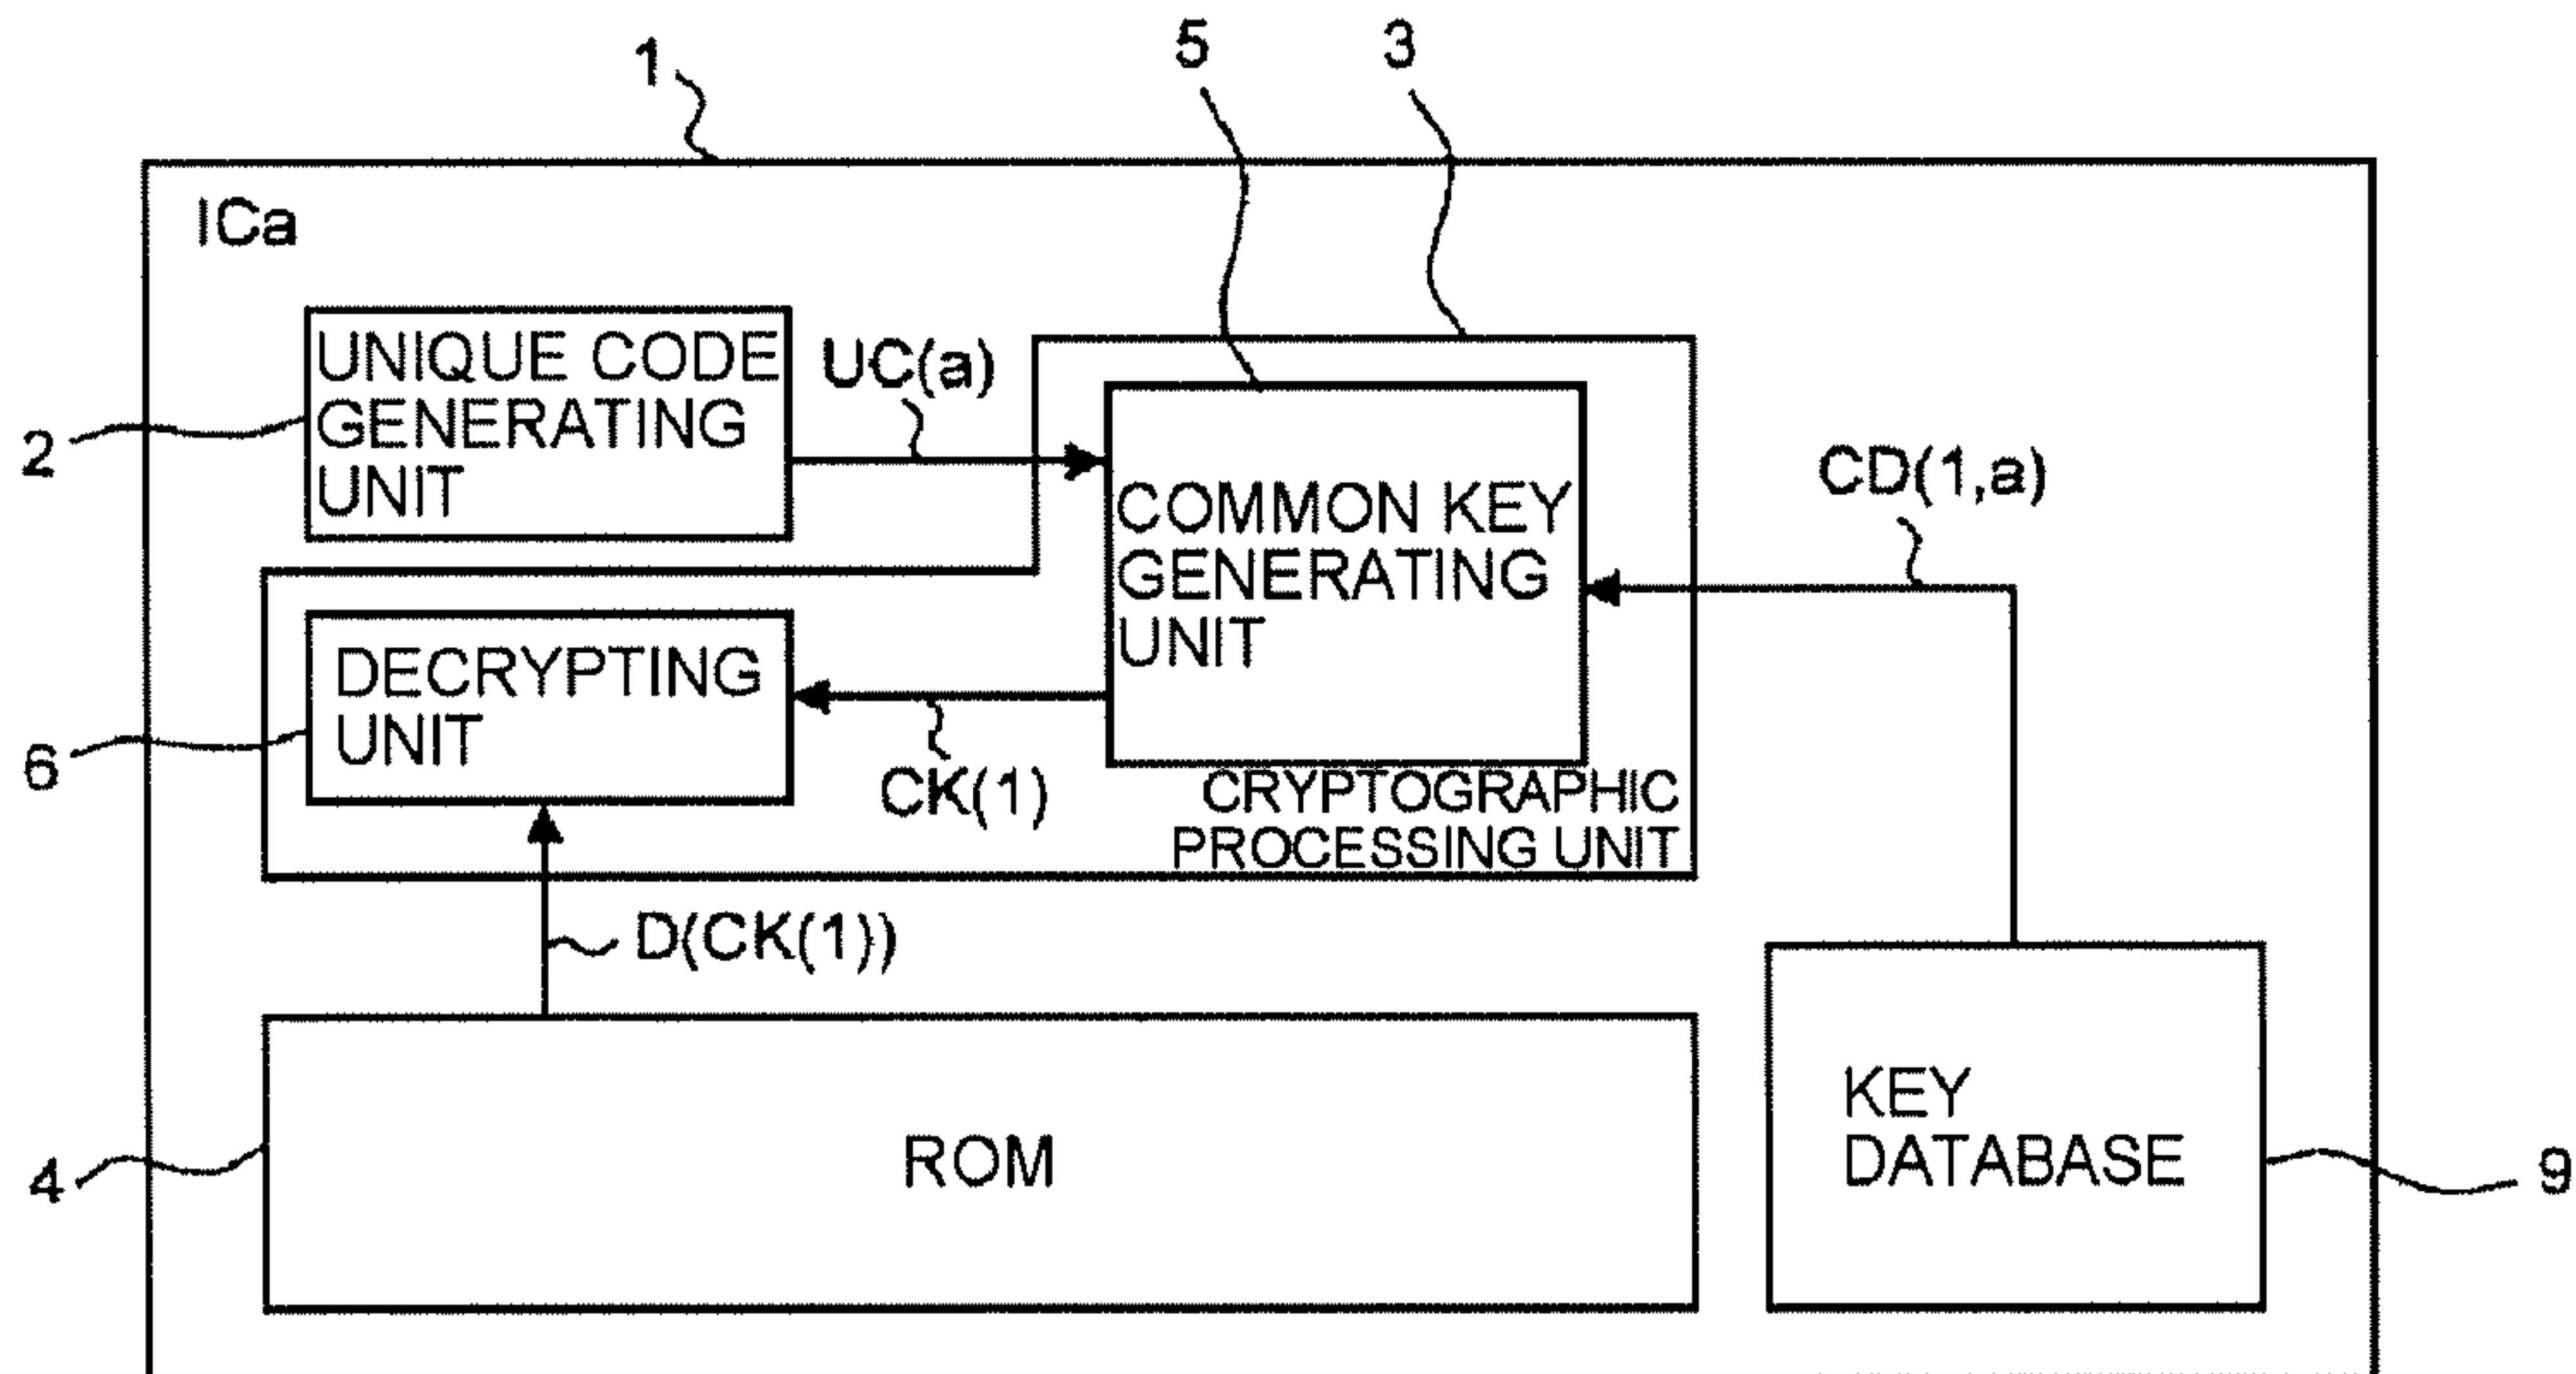 5
3
1
ICa
UNIQUE CODE
GENERATING
UNIT
UC(a)
2
CD(1,a)
COMMON KEY
GENERATING
UNIT
DECRYPTING
UNIT
6
CK(1)
CRYPTOGRAPHIC
PROCESSING UNIT
D(CK(1))
KEY
DATABASE
ROM
4
9